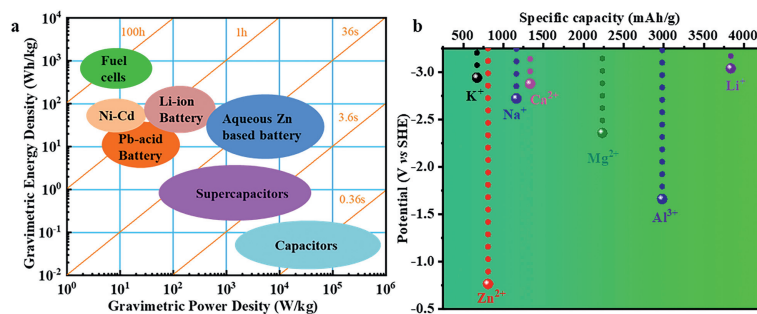 a
Gravimetric Energy Density (Wh/kg)
10⁴
10³
10²
10¹
10⁰
10⁻¹
10⁻²
100h
1h
36s
3.6s
0.36s
Fuel
cells
Li-ion
Battery
Ni-Cd
Pb-acid
Battery
Aqueous Zn
based battery
Supercapacitors
Capacitors
10⁰
10¹
10²
10³
10⁴
10⁵
10⁶
Gravimetric Power Desity (W/kg)
b
Specific capacity (mAh/g)
500 1000 1500 2000 2500 3000 3500 4000
Potential (V vs SHE)
-3.0
-2.5
-2.0
-1.5
-1.0
-0.5
K⁺
Na⁺
Ca²⁺
Li⁺
Mg²⁺
Al³⁺
Zn²⁺